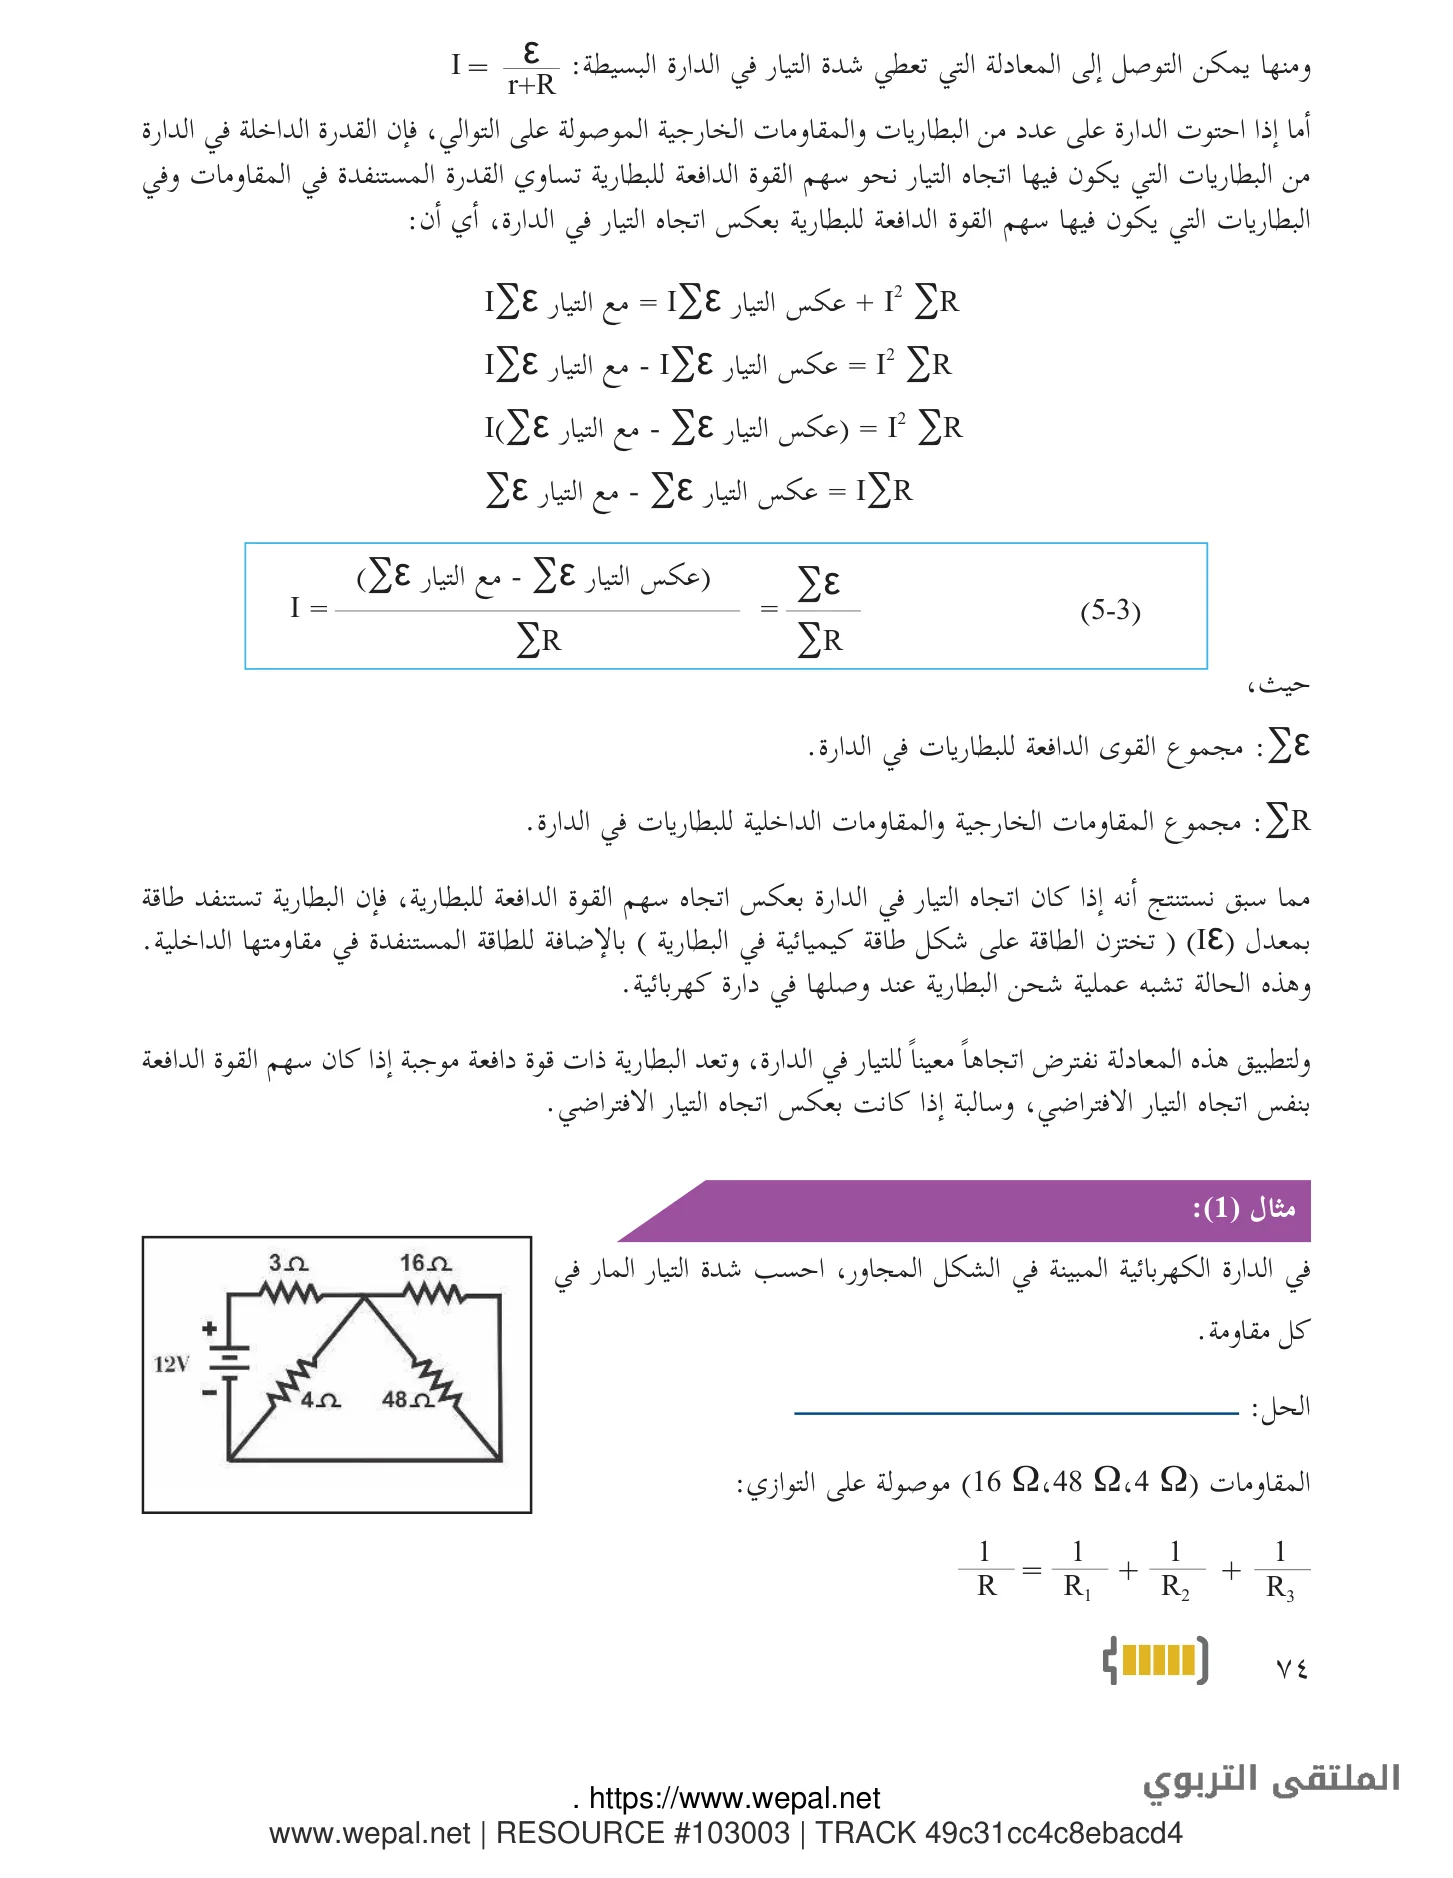 ومنها يمكن التوصل إلى المعادلة التي تعطي شدة التيار في الدارة البسيطة: I = ε / r+R
أما إذا احتوت الدارة على عدد من البطاريات والمقاومات الخارجية الموصولة على التوالي، فإن القدرة الداخلة في الدارة
من البطاريات التي يكون فيها اتجاه التيار نحو سهم القوة الدافعة للبطارية تساوي القدرة المستنفدة في المقاومات وفي
البطاريات التي يكون فيها سهم القوة الدافعة للبطارية بعكس اتجاه التيار في الدارة، أي أن:
I∑ε مع التيار = I∑ε عكس التيار + I² ∑R
I∑ε مع التيار - I∑ε عكس التيار = I² ∑R
I(∑ε مع التيار - ∑ε عكس التيار) = I² ∑R
∑ε مع التيار - ∑ε عكس التيار = I∑R
I = (∑ε مع التيار - ∑ε عكس التيار) / ∑R = ∑ε / ∑R (5-3)
حيث،
∑ε: مجموع القوى الدافعة للبطاريات في الدارة.
∑R: مجموع المقاومات الخارجية والمقاومات الداخلية للبطاريات في الدارة.
مما سبق نستنتج أنه إذا كان اتجاه التيار في الدارة بعكس اتجاه سهم القوة الدافعة للبطارية، فإن البطارية تستنفد طاقة
بمعدل (Iε) ( تختزن الطاقة على شكل طاقة كيميائية في البطارية ) بالإضافة للطاقة المستنفدة في مقاومتها الداخلية.
وهذه الحالة تشبه عملية شحن البطارية عند وصلها في دارة كهربائية.
ولتطبيق هذه المعادلة نفترض اتجاهاً معيناً للتيار في الدارة، وتعد البطارية ذات قوة دافعة موجبة إذا كان سهم القوة الدافعة
بنفس اتجاه التيار الافتراضي، وسالبة إذا كانت بعكس اتجاه التيار الافتراضي.
مثال (1):
في الدارة الكهربائية المبينة في الشكل المجاور، احسب شدة التيار المار في
كل مقاومة.
3Ω 16Ω
+
12V
-
4Ω 48Ω
الحل:
المقاومات (16 Ω،48 Ω،4 Ω) موصولة على التوازي:
1/R = 1/R₁ + 1/R₂ + 1/R₃
٧٤
الملتقى التربوي
. https://www.wepal.net
www.wepal.net | RESOURCE #103003 | TRACK 49c31cc4c8ebacd4